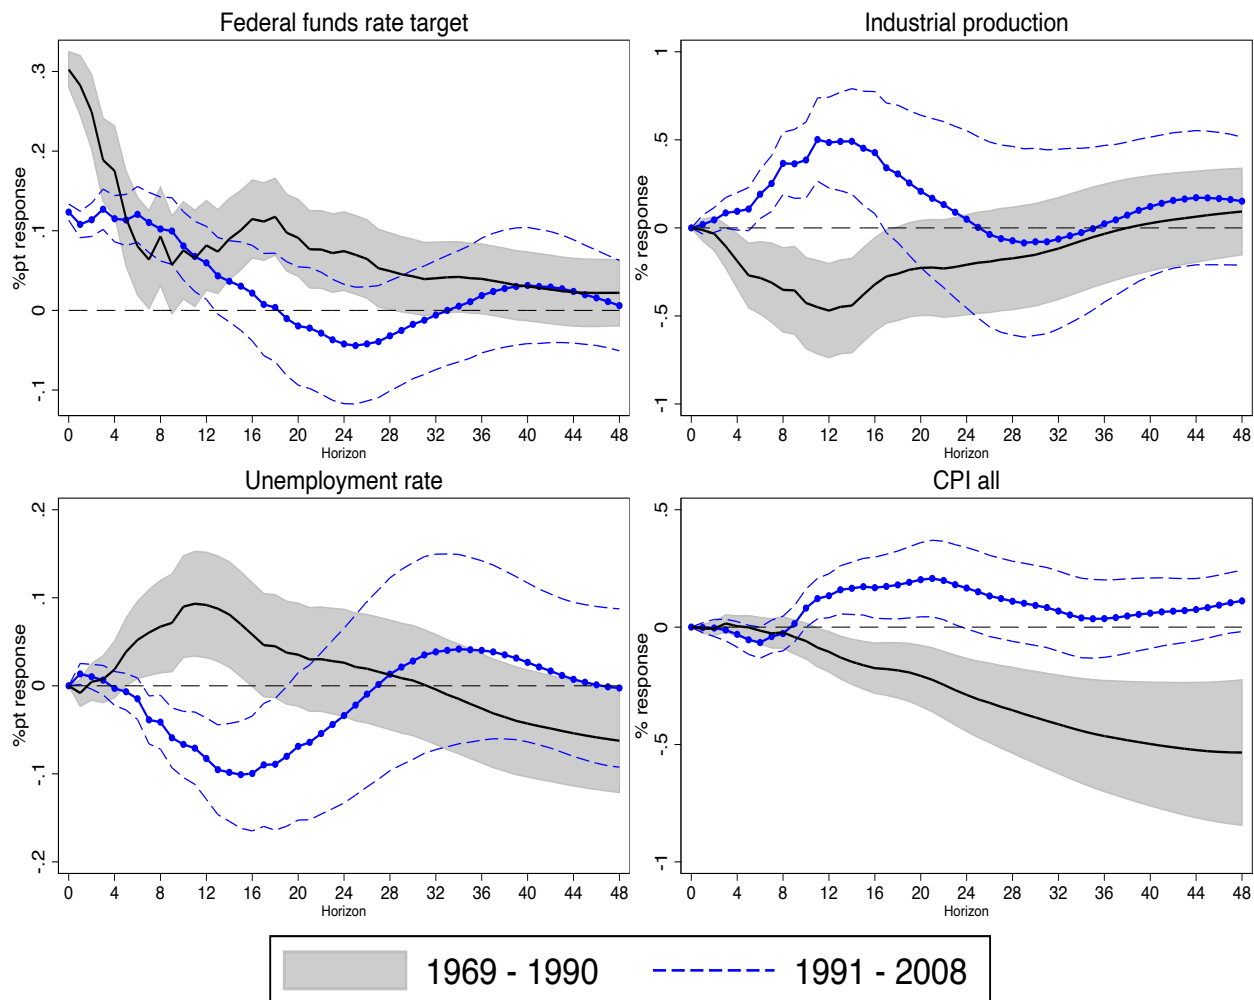 Federal funds rate target
%pt response
.3
.2
.1
0
-.1
0 4 8 12 16 20 24 28 32 36 40 44 48
Horizon
Industrial production
% response
1
.5
0
-.5
-1
0 4 8 12 16 20 24 28 32 36 40 44 48
Horizon
Unemployment rate
%pt response
.2
.1
0
-.1
-.2
0 4 8 12 16 20 24 28 32 36 40 44 48
Horizon
CPI all
% response
.5
0
-.5
-1
0 4 8 12 16 20 24 28 32 36 40 44 48
Horizon
1969 - 1990
1991 - 2008